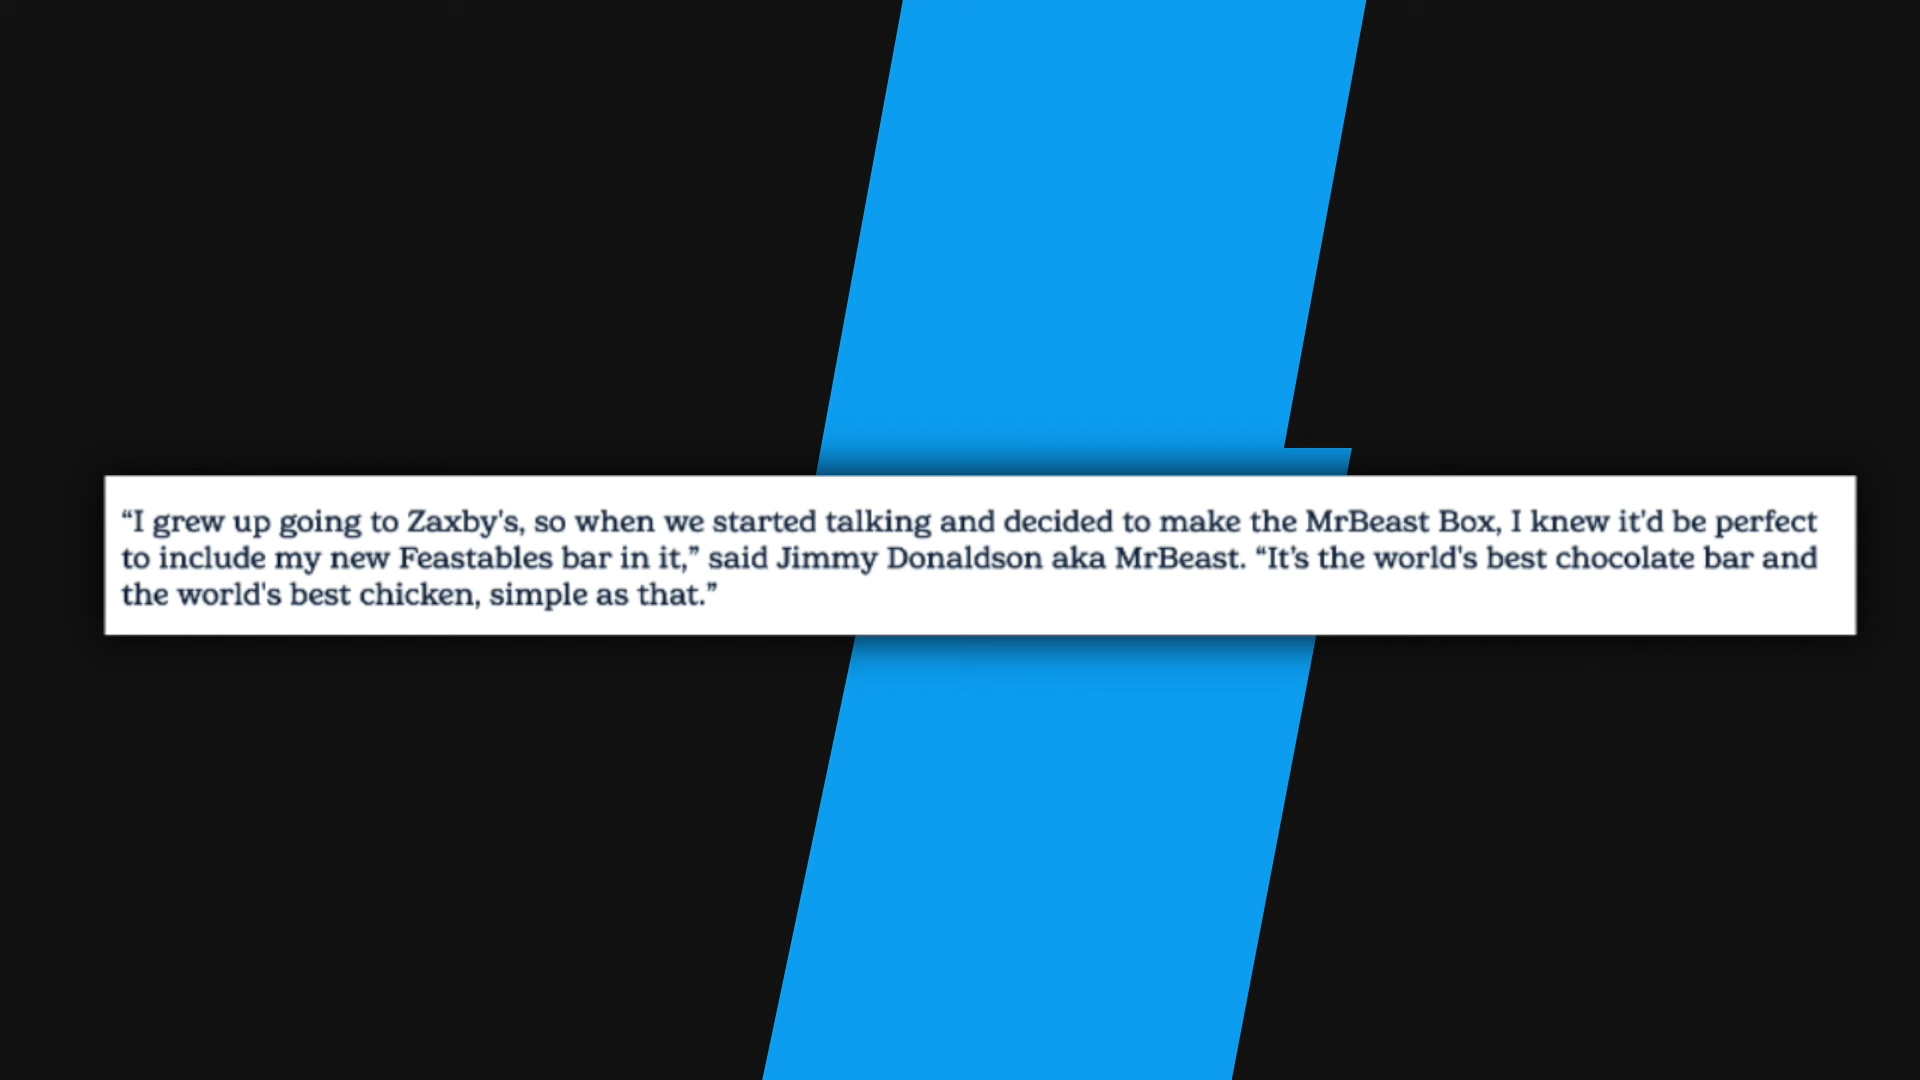 “I grew up going to Zaxby's, so when we started talking and decided to make the MrBeast Box, I knew it'd be perfect
to include my new Feastables bar in it,” said Jimmy Donaldson aka MrBeast. “It’s the world's best chocolate bar and
the world's best chicken, simple as that.”